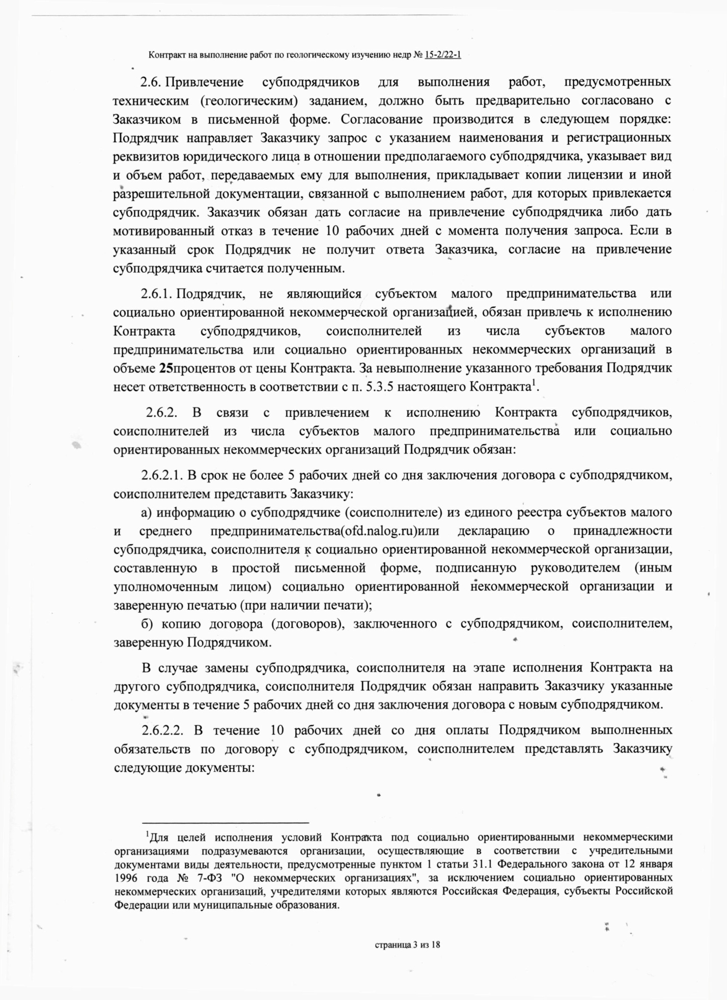 Контракт на выполнение работ по геологическому изучению недр № 15-2/22-1
2.6. Привлечение субподрядчиков для выполнения работ, предусмотренных
техническим (геологическим) заданием, должно быть предварительно согласовано с
Заказчиком в письменной форме. Согласование производится в следующем порядке:
Подрядчик направляет Заказчику запрос с указанием наименования и регистрационных
реквизитов юридического лица в отношении предполагаемого субподрядчика, указывает вид
и объем работ, передаваемых ему для выполнения, прикладывает копии лицензии и иной
разрешительной документации, связанной с выполнением работ, для которых привлекается
субподрядчик. Заказчик обязан дать согласие на привлечение субподрядчика либо дать
мотивированный отказ в течение 10 рабочих дней с момента получения запроса. Если в
указанный срок Подрядчик не получит ответа Заказчика, согласие на привлечение
субподрядчика считается полученным.
2.6.1. Подрядчик, не являющийся субъектом малого предпринимательства или
социально ориентированной некоммерческой организацией, обязан привлечь к исполнению
Контракта субподрядчиков, соисполнителей из числа субъектов малого
предпринимательства или социально ориентированных некоммерческих организаций в
объеме 25процентов от цены Контракта. За невыполнение указанного требования Подрядчик
несет ответственность в соответствии с п. 5.3.5 настоящего Контракта¹.
2.6.2. В связи с привлечением к исполнению Контракта субподрядчиков,
соисполнителей из числа субъектов малого предпринимательства или социально
ориентированных некоммерческих организаций Подрядчик обязан:
2.6.2.1. В срок не более 5 рабочих дней со дня заключения договора с субподрядчиком,
соисполнителем представить Заказчику:
а) информацию о субподрядчике (соисполнителе) из единого реестра субъектов малого
и среднего предпринимательства(ofd.nalog.ru)или декларацию о принадлежности
субподрядчика, соисполнителя к социально ориентированной некоммерческой организации,
составленную в простой письменной форме, подписанную руководителем (иным
уполномоченным лицом) социально ориентированной некоммерческой организации и
заверенную печатью (при наличии печати);
б) копию договора (договоров), заключенного с субподрядчиком, соисполнителем,
заверенную Подрядчиком.
В случае замены субподрядчика, соисполнителя на этапе исполнения Контракта на
другого субподрядчика, соисполнителя Подрядчик обязан направить Заказчику указанные
документы в течение 5 рабочих дней со дня заключения договора с новым субподрядчиком.
2.6.2.2. В течение 10 рабочих дней со дня оплаты Подрядчиком выполненных
обязательств по договору с субподрядчиком, соисполнителем представлять Заказчику
следующие документы:
¹Для целей исполнения условий Контракта под социально ориентированными некоммерческими
организациями подразумеваются организации, осуществляющие в соответствии с учредительными
документами виды деятельности, предусмотренные пунктом 1 статьи 31.1 Федерального закона от 12 января
1996 года № 7-ФЗ "О некоммерческих организациях", за исключением социально ориентированных
некоммерческих организаций, учредителями которых являются Российская Федерация, субъекты Российской
Федерации или муниципальные образования.
страница 3 из 18